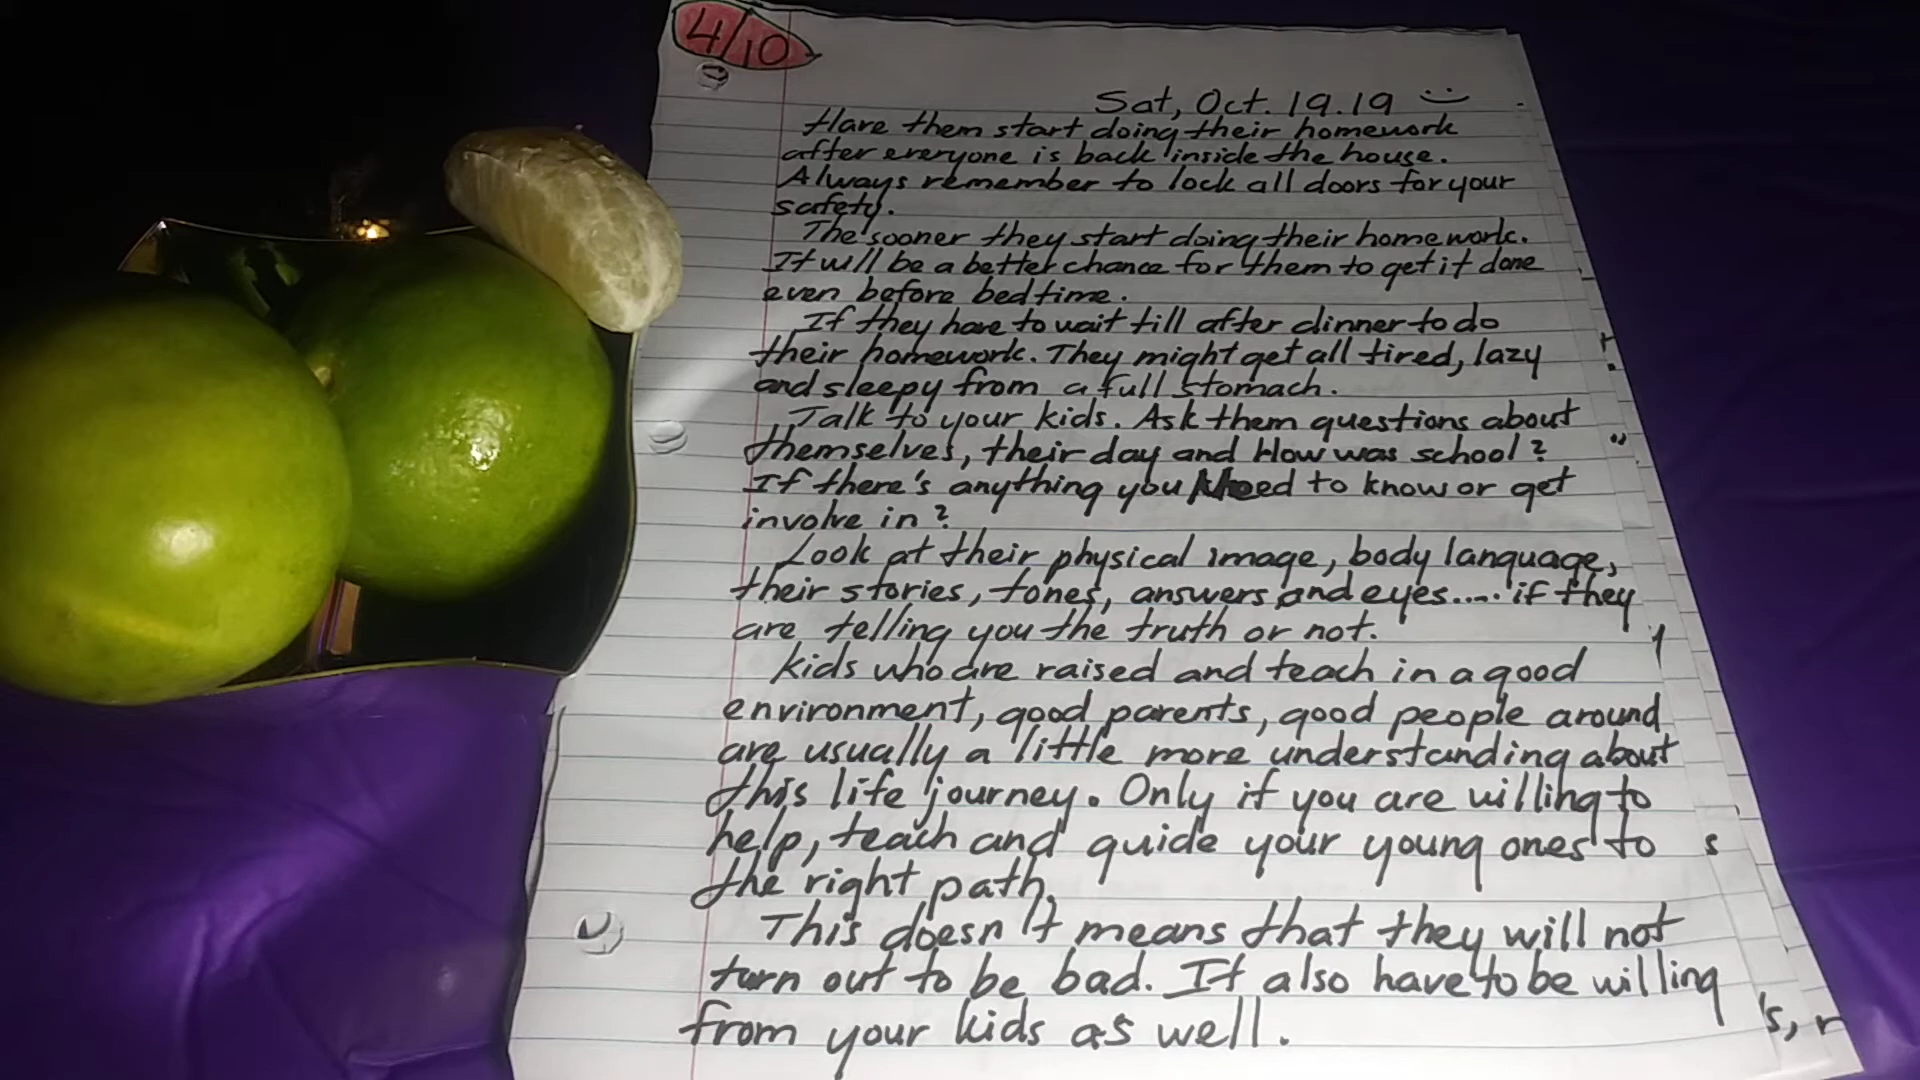 4/10
Sat, Oct. 19.19
Have them start doing their homework
after everyone is back inside the house.
Always remember to lock all doors for your
safety.
The sooner they start doing their homework.
It will be a better chance for them to get it done
even before bedtime.
If they have to wait till after dinner to do
their homework. They might get all tired, lazy
and sleepy from a full stomach.
Talk to your kids. Ask them questions about
themselves, their day and How was school?
If there's anything you Need to know or get
involve in?
Look at their physical image, body language,
their stories, tones, answers and eyes..... if they
are telling you the truth or not.
Kids who are raised and teach in a good
environment, good parents, good people around
are usually a little more understanding about
this life journey. Only if you are willing to
help, teach and guide your young ones to
the right path.
This doesn't means that they will not
turn out to be bad. It also have to be willing
from your kids as well.